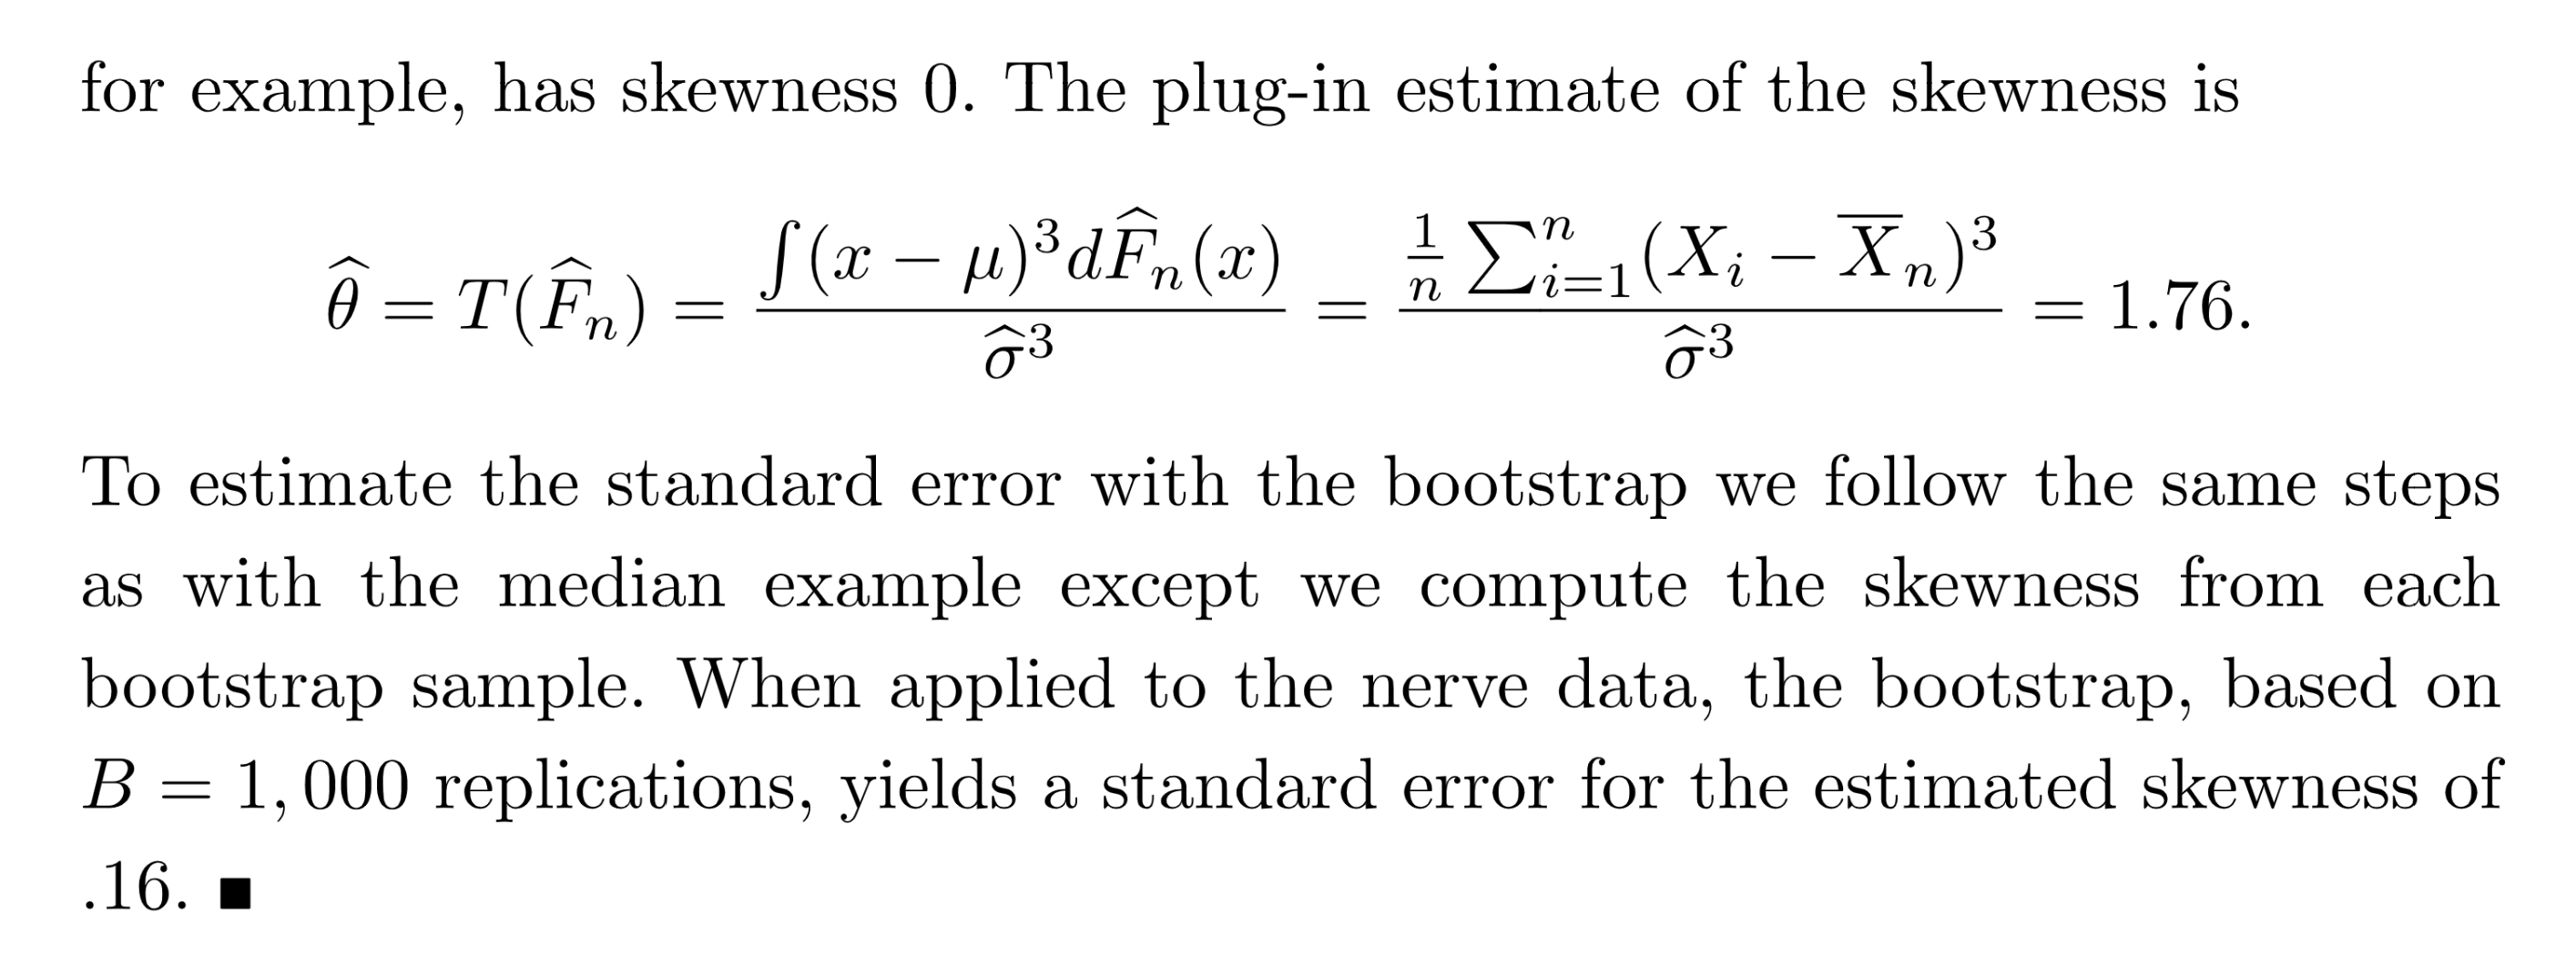 for example, has skewness 0. The plug-in estimate of the skewness is
$\widehat{\theta} = T(\widehat{F}_n) = \frac{\int (x - \mu)^3 d\widehat{F}_n(x)}{\widehat{\sigma}^3} = \frac{\frac{1}{n} \sum_{i=1}^{n} (X_i - \overline{X}_n)^3}{\widehat{\sigma}^3} = 1.76.$
To estimate the standard error with the bootstrap we follow the same steps
as with the median example except we compute the skewness from each
bootstrap sample. When applied to the nerve data, the bootstrap, based on
B = 1, 000 replications, yields a standard error for the estimated skewness of
.16. ■